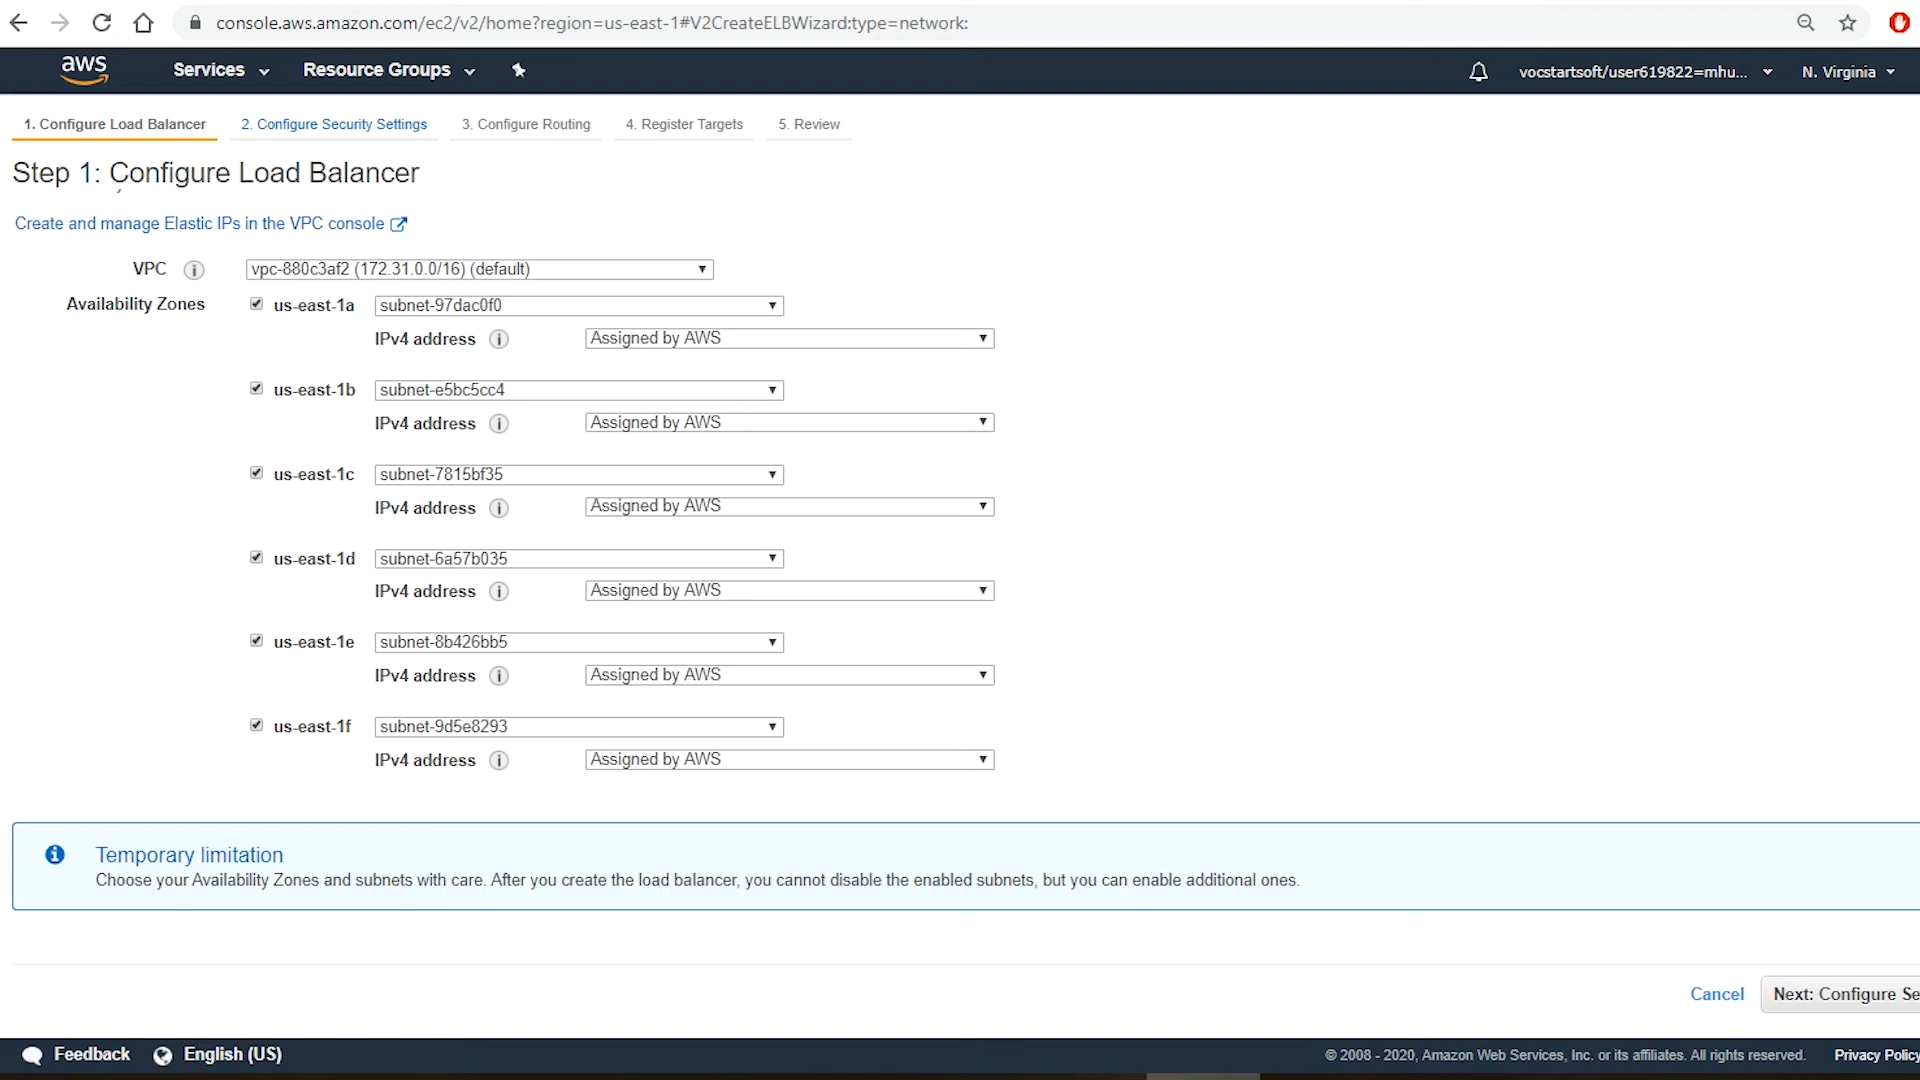 console.aws.amazon.com/ec2/v2/home?region=us-east-1#V2CreateELBWizard:type=network:
aws Services Resource Groups vocstartsoft/user619822=mhu... N. Virginia
1. Configure Load Balancer 2. Configure Security Settings 3. Configure Routing 4. Register Targets 5. Review
Step 1: Configure Load Balancer
Create and manage Elastic IPs in the VPC console
VPC vpc-880c3af2 (172.31.0.0/16) (default)
Availability Zones us-east-1a subnet-97dac0f0
IPv4 address Assigned by AWS
us-east-1b subnet-e5bc5cc4
IPv4 address Assigned by AWS
us-east-1c subnet-7815bf35
IPv4 address Assigned by AWS
us-east-1d subnet-6a57b035
IPv4 address Assigned by AWS
us-east-1e subnet-8b426bb5
IPv4 address Assigned by AWS
us-east-1f subnet-9d5e8293
IPv4 address Assigned by AWS
Temporary limitation
Choose your Availability Zones and subnets with care. After you create the load balancer, you cannot disable the enabled subnets, but you can enable additional ones.
Cancel Next: Configure Se
Feedback English (US) © 2008 - 2020, Amazon Web Services, Inc. or its affiliates. All rights reserved. Privacy Policy